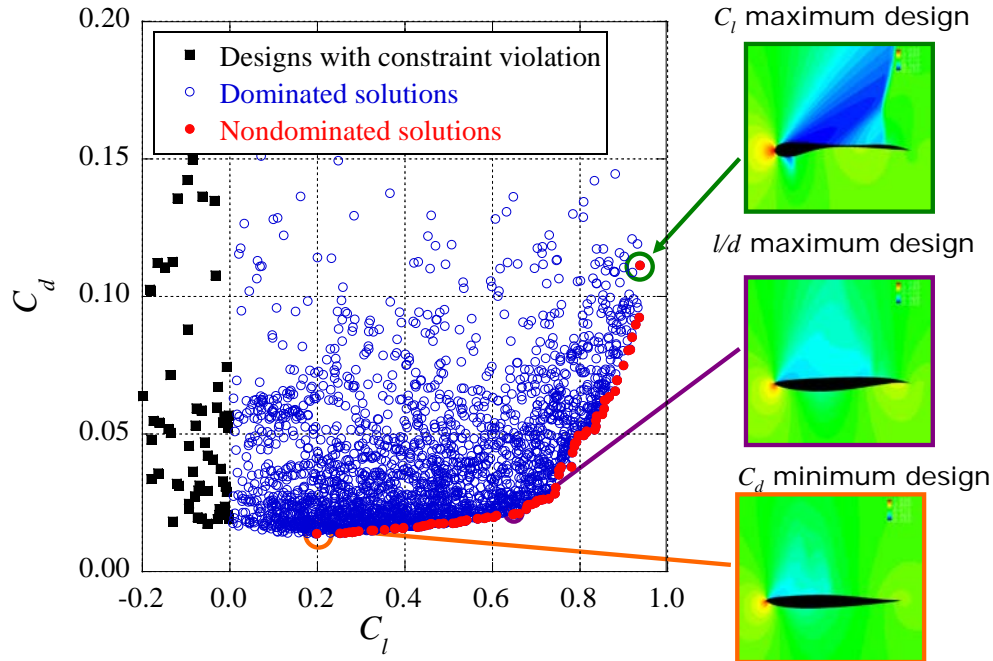 0.20
0.15
0.10
0.05
0.00
C_d
-0.2 0.0 0.2 0.4 0.6 0.8 1.0
C_l
Designs with constraint violation
Dominated solutions
Nondominated solutions
C_l maximum design
l/d maximum design
C_d minimum design